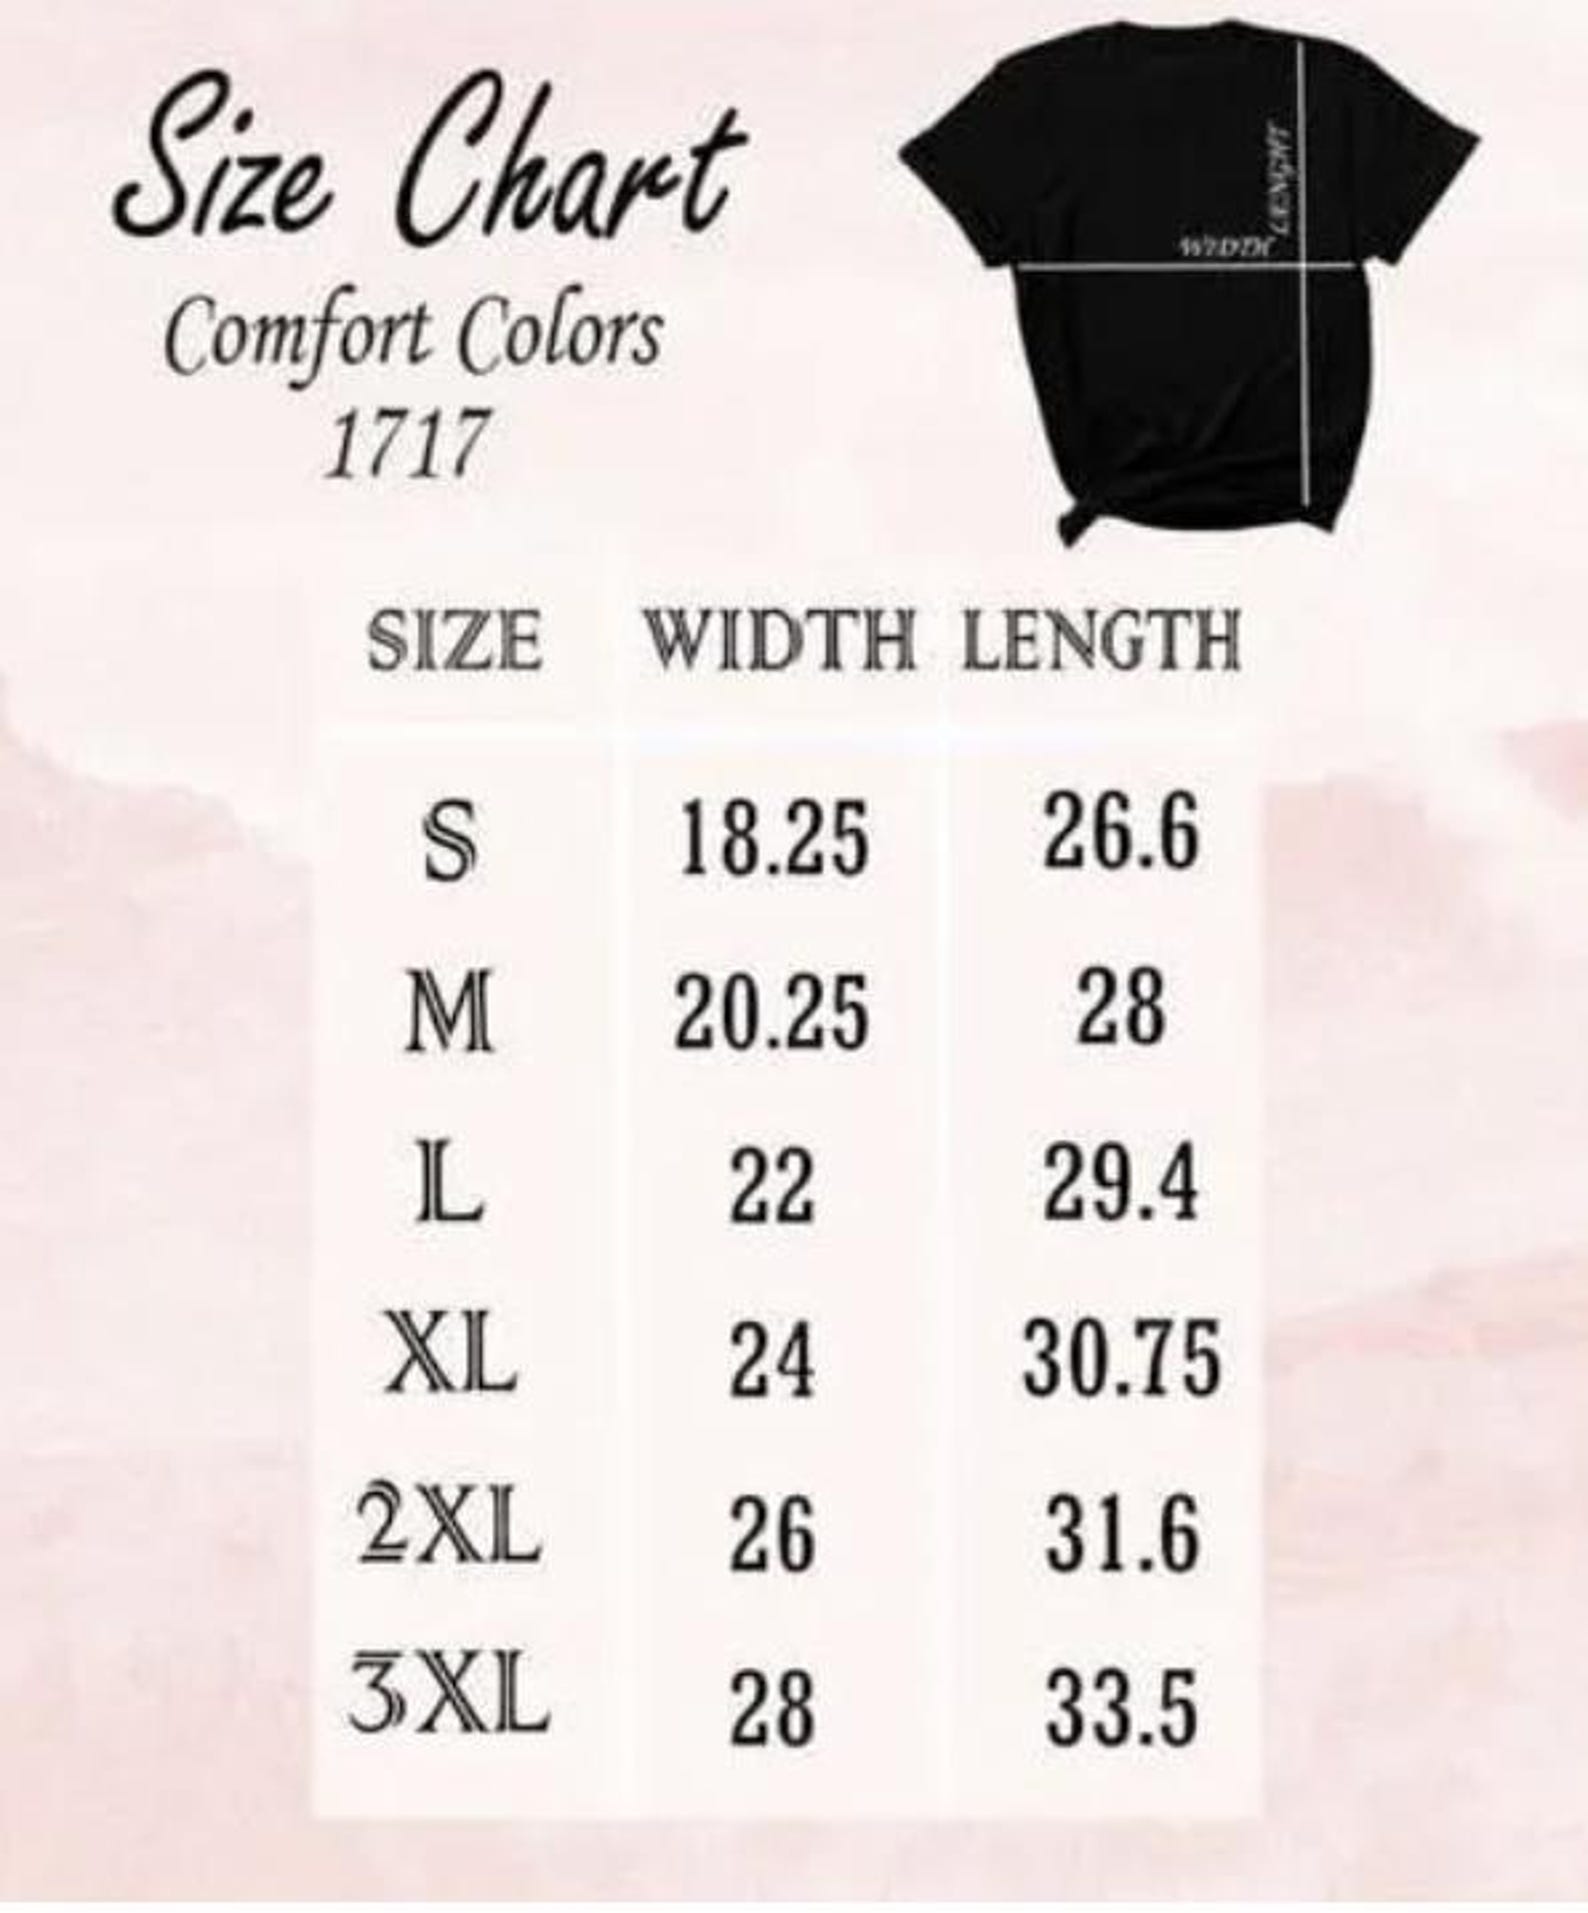 Size Chart
Comfort Colors
1717
LENGHT
WIDTH
SIZE WIDTH LENGTH
S 18.25 26.6
M 20.25 28
L 22 29.4
XL 24 30.75
2XL 26 31.6
3XL 28 33.5